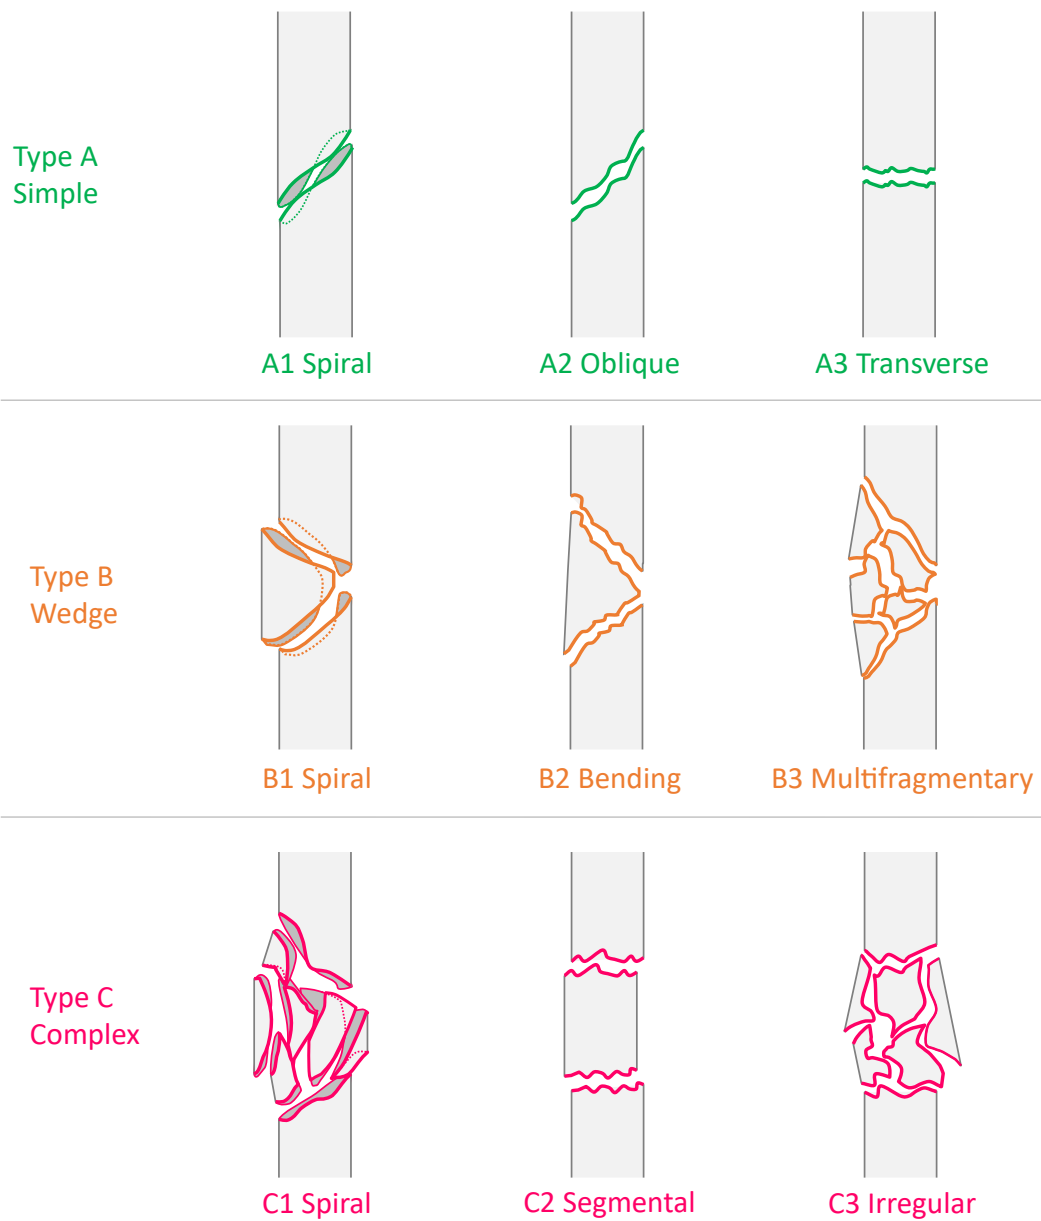 Type A
Simple
A1 Spiral
A2 Oblique
A3 Transverse
Type B
Wedge
B1 Spiral
B2 Bending
B3 Multifragmentary
Type C
Complex
C1 Spiral
C2 Segmental
C3 Irregular